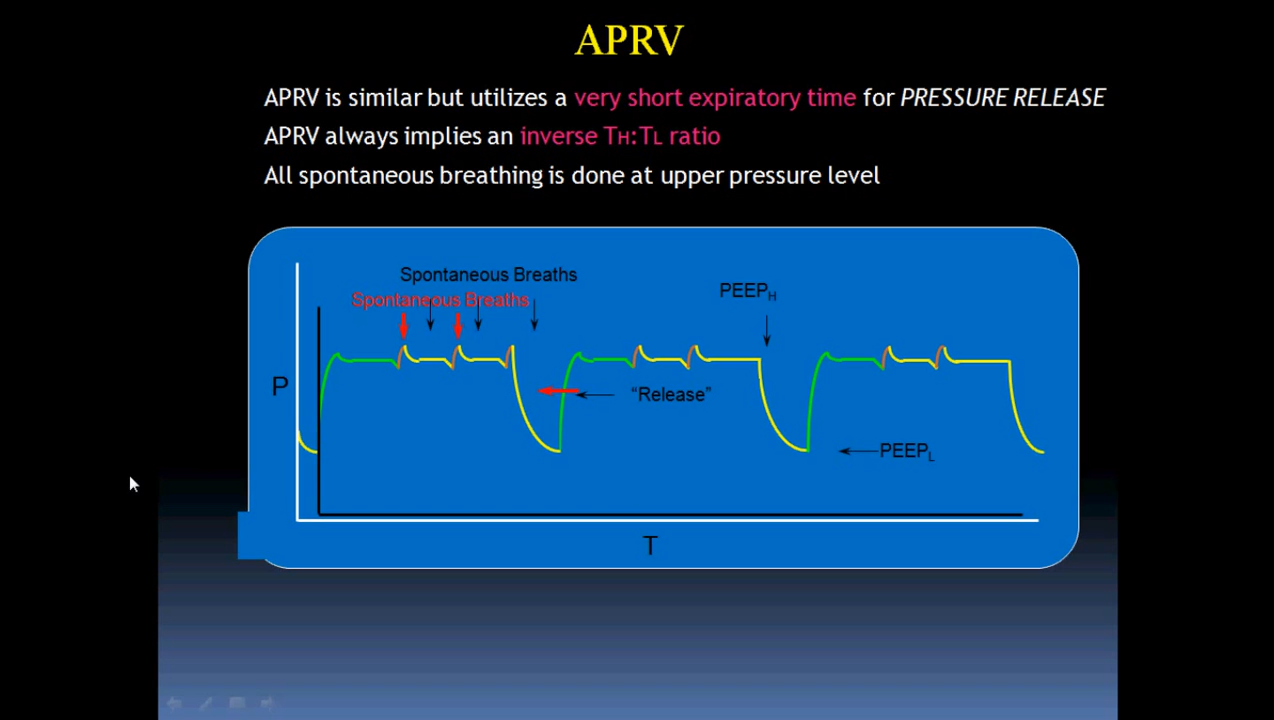 APRV
APRV is similar but utilizes a very short expiratory time for PRESSURE RELEASE
APRV always implies an inverse TH:TL ratio
All spontaneous breathing is done at upper pressure level
Spontaneous Breaths
Spontaneous Breaths
PEEPH
P
“Release”
PEEPL
T